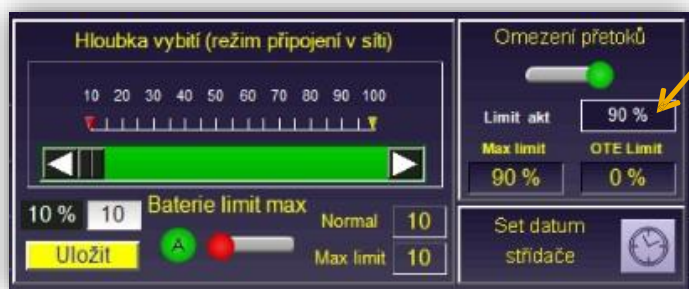 Hloubka vybití (režim připojení v síti)
10 20 30 40 50 60 70 80 90 100
10 % 10
Baterie limit max
Uložit
A
Normal 10
Max limit 10
Omezení přetoků
Limit akt 90 %
Max limit OTE Limit
90 % 0 %
Set datum
střídače